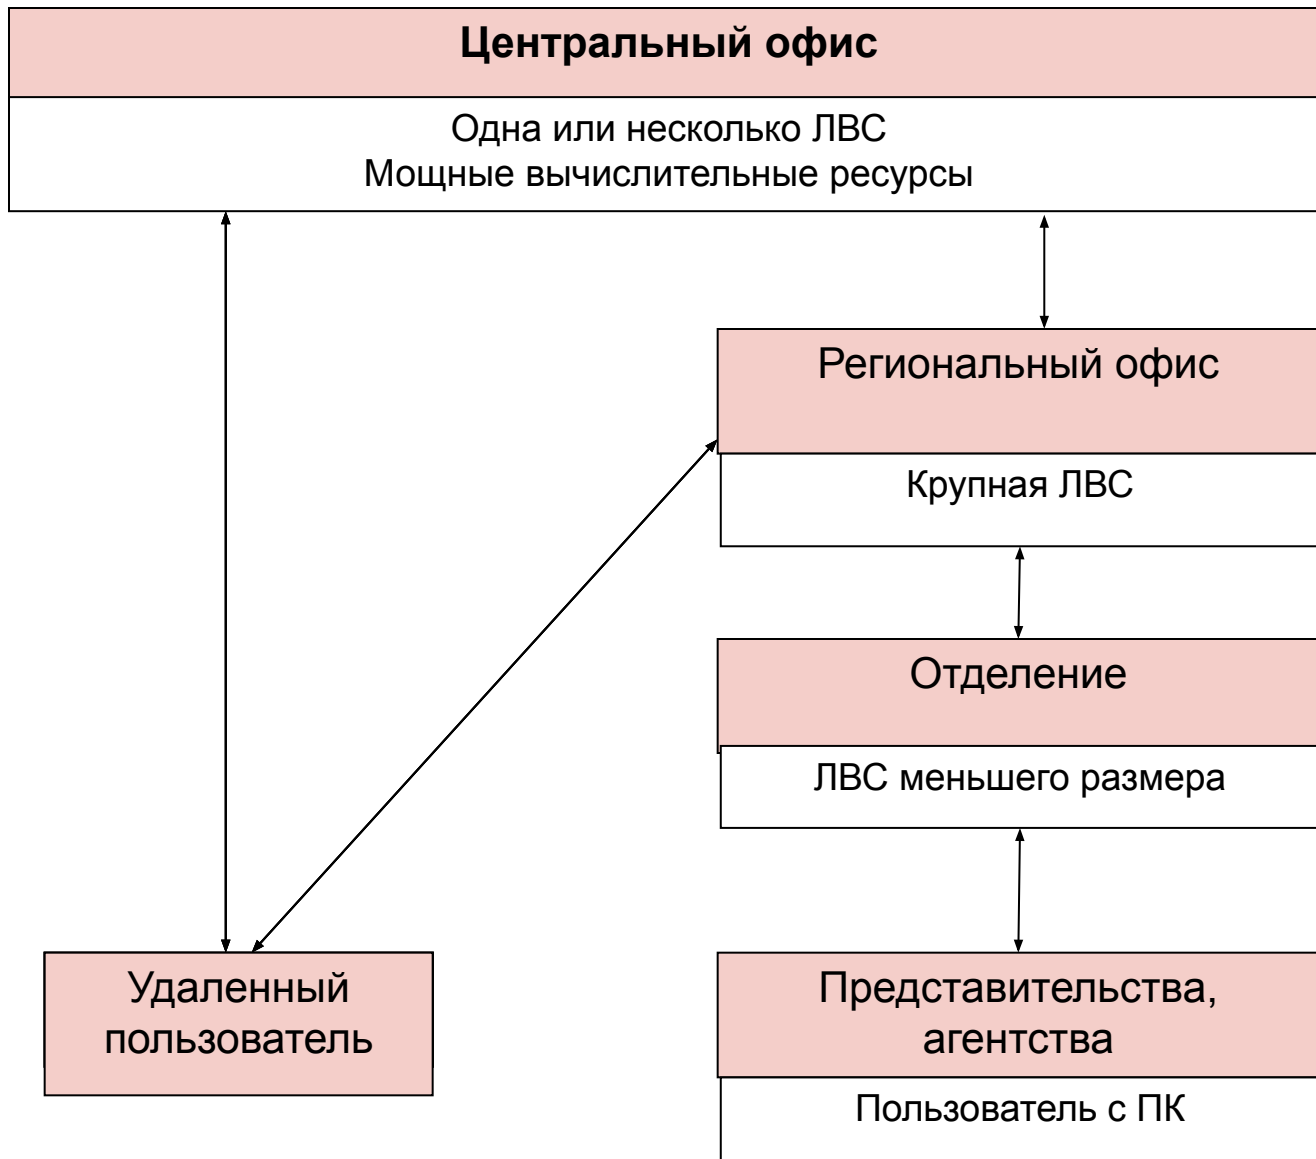 Центральный офис
Одна или несколько ЛВС
Мощные вычислительные ресурсы
Региональный офис
Крупная ЛВС
Отделение
ЛВС меньшего размера
Удаленный
пользователь
Представительства,
агентства
Пользователь с ПК